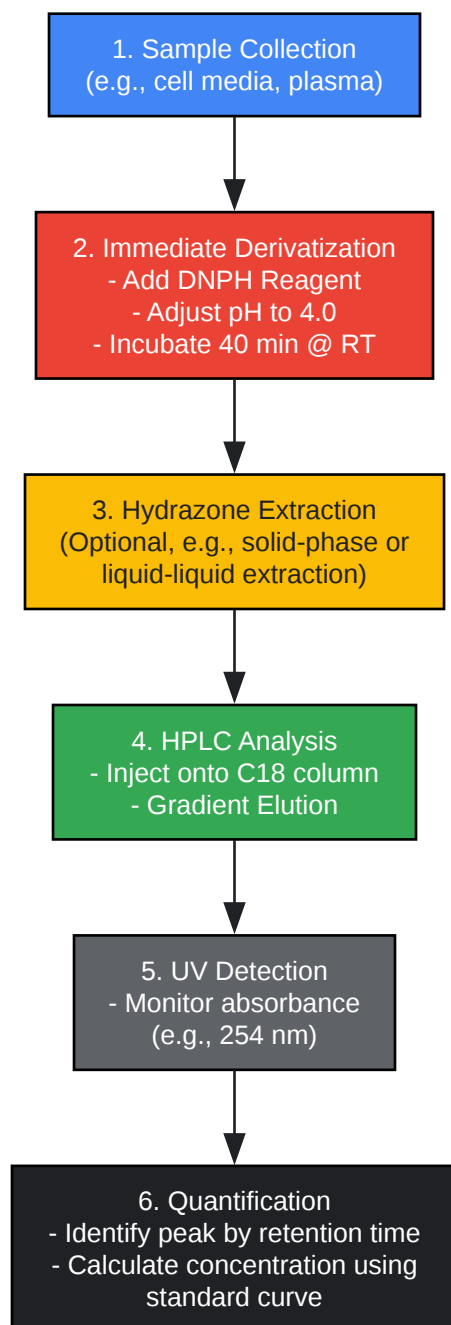 1. Sample Collection
(e.g., cell media, plasma)
2. Immediate Derivatization
- Add DNPH Reagent
- Adjust pH to 4.0
- Incubate 40 min @ RT
3. Hydrazone Extraction
(Optional, e.g., solid-phase or
liquid-liquid extraction)
4. HPLC Analysis
- Inject onto C18 column
- Gradient Elution
5. UV Detection
- Monitor absorbance
(e.g., 254 nm)
6. Quantification
- Identify peak by retention time
- Calculate concentration using
standard curve